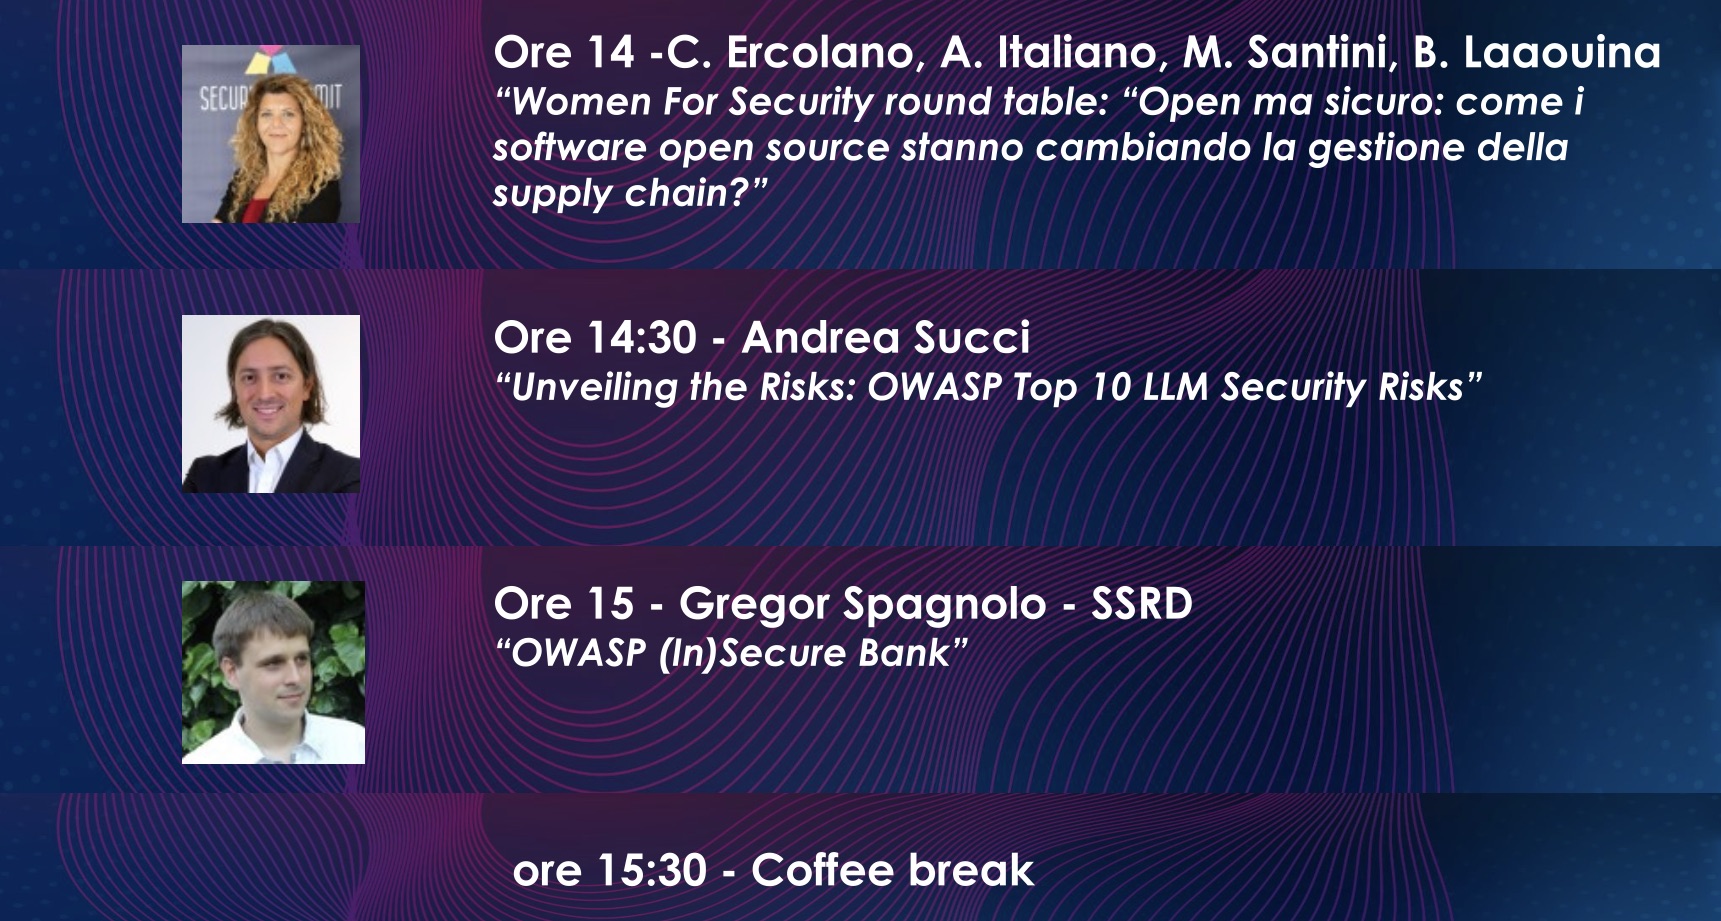 SECUR MIT
Ore 14 -C. Ercolano, A. Italiano, M. Santini, B. Laaouina
“Women For Security round table: “Open ma sicuro: come i
software open source stanno cambiando la gestione della
supply chain?”
Ore 14:30 - Andrea Succi
“Unveiling the Risks: OWASP Top 10 LLM Security Risks”
Ore 15 - Gregor Spagnolo - SSRD
“OWASP (In)Secure Bank”
ore 15:30 - Coffee break